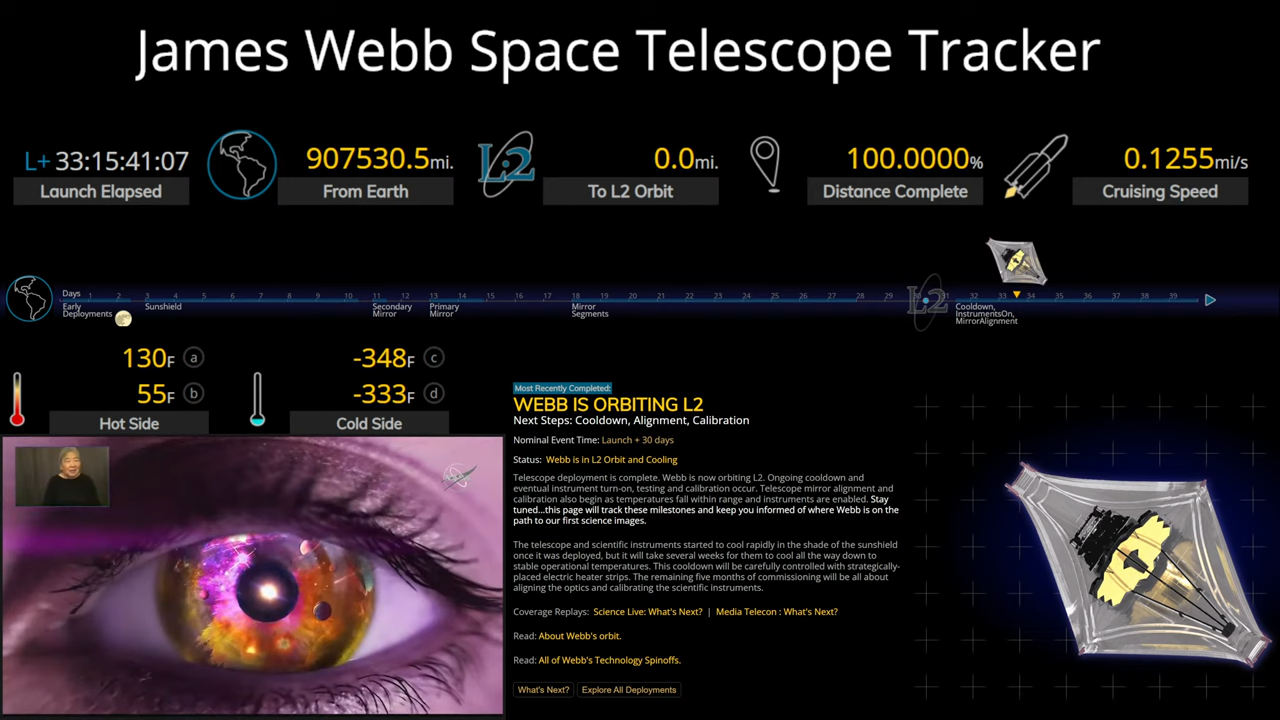 James Webb Space Telescope Tracker
L+ 33:15:41:07
Launch Elapsed
907530.5mi.
From Earth
L2
0.0mi.
To L2 Orbit
100.0000%
Distance Complete
0.1255mi/s
Cruising Speed
Days
1 2 3 4 5 6 7 8 9 10 11 12 13 14 15 16 17 18 19 20 21 22 23 24 25 26 27 28 29 30 31 32 33 34 35 36 37 38 39
Early
Deployments
Sunshield
Secondary
Mirror
Primary
Mirror
Mirror
Segments
L2
Cooldown,
InstrumentsOn,
MirrorAlignment
130F a
55F b
Hot Side
-348F c
-333F d
Cold Side
Most Recently Completed:
WEBB IS ORBITING L2
Next Steps: Cooldown, Alignment, Calibration
Nominal Event Time: Launch + 30 days
Status: Webb is in L2 Orbit and Cooling
Telescope deployment is complete. Webb is now orbiting L2. Ongoing cooldown and
eventual instrument turn-on, testing and calibration occur. Telescope mirror alignment and
calibration also begin as temperatures fall within range and instruments are enabled. Stay
tuned...this page will track these milestones and keep you informed of where Webb is on the
path to our first science images.
The telescope and scientific instruments started to cool rapidly in the shade of the sunshield
once it was deployed, but it will take several weeks for them to cool all the way down to
stable operational temperatures. This cooldown will be carefully controlled with strategically-
placed electric heater strips. The remaining five months of commissioning will be all about
aligning the optics and calibrating the scientific instruments.
Coverage Replays: Science Live: What's Next? | Media Telecon : What's Next?
Read: About Webb's orbit.
Read: All of Webb's Technology Spinoffs.
What's Next?
Explore All Deployments